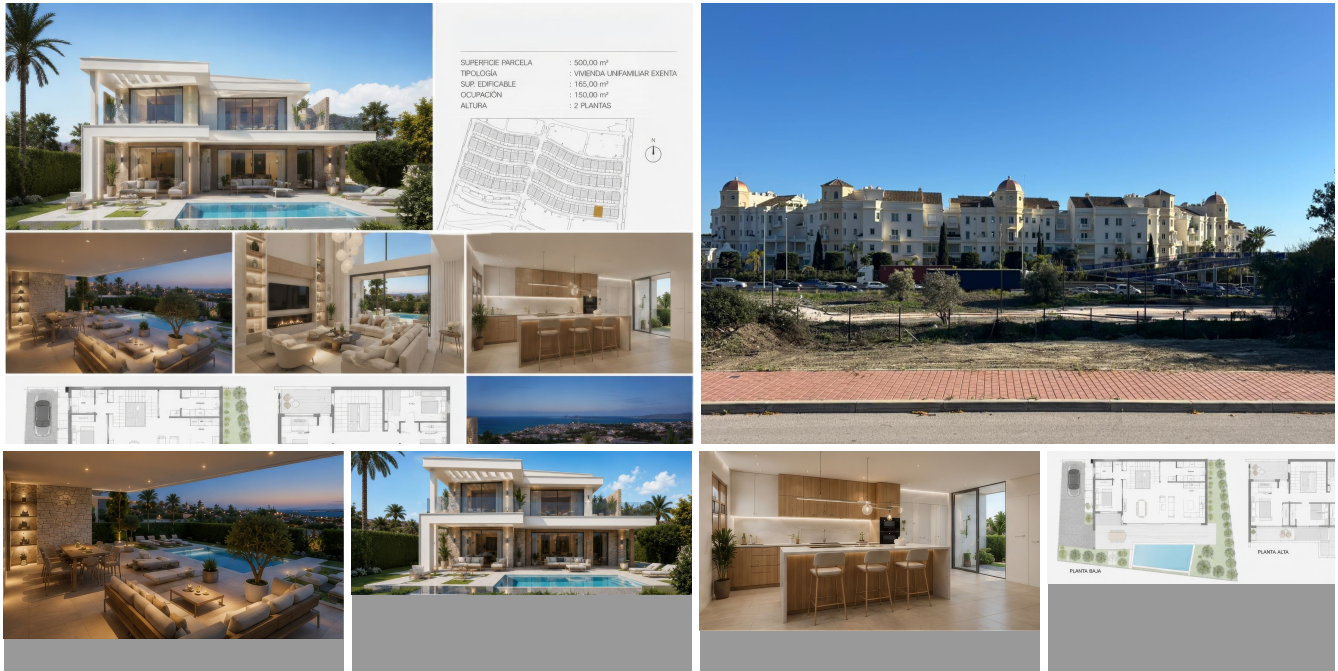 SUPERFICIE PARCELA : 500,00 m²
TIPOLOGÍA : VIVIENDA UNIFAMILIAR EXENTA
SUP. EDIFICABLE : 165,00 m²
OCUPACIÓN : 150,00 m²
ALTURA : 2 PLANTAS
N
PLANTA ALTA
PLANTA BAJA